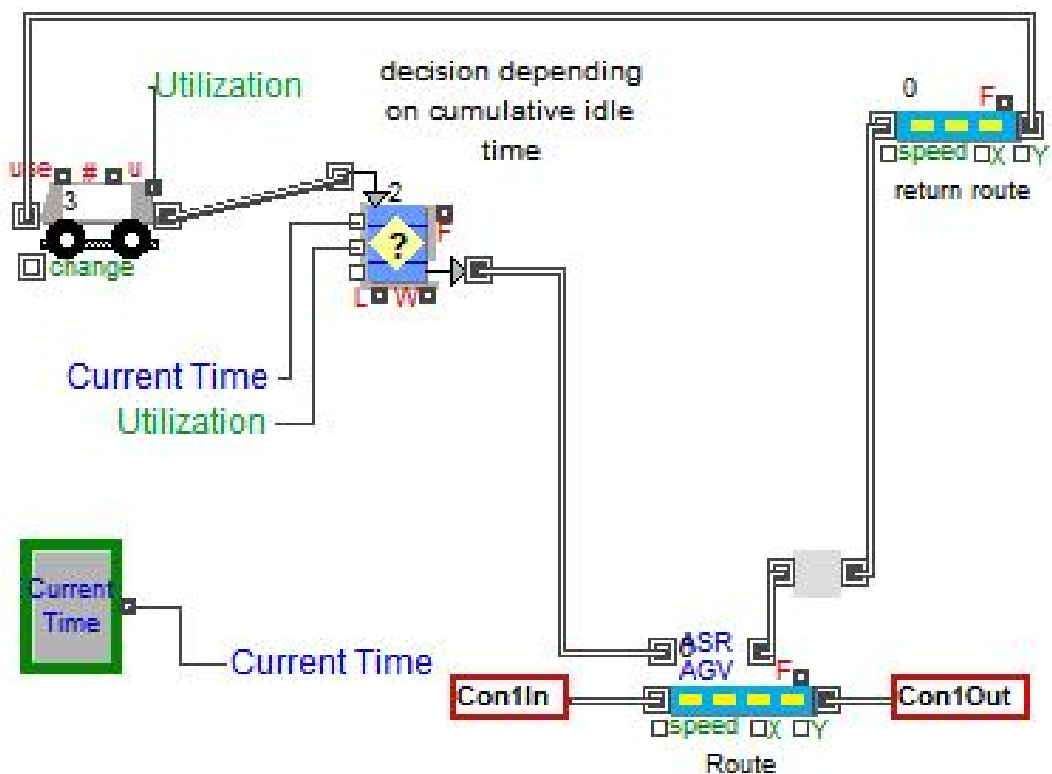 Utilization
decision depending
on cumulative idle
time
0
F
speed X Y
return route
use # u
3
2
?
F
change
L W
Current Time
Utilization
Current
Time
Current Time
ASR
AGV
F
Con1In
Con1Out
speed X Y
Route